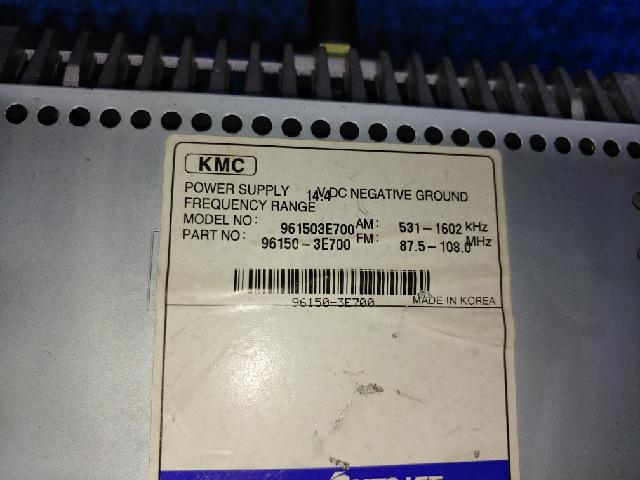 KMC
POWER SUPPLY 14.4 V DC NEGATIVE GROUND
FREQUENCY RANGE
MODEL NO: 961503E700 AM: 531-1602 kHz
PART NO: 96150-3E700 FM: 87.5-108.0 MHz
96150-3E700
MADE IN KOREA